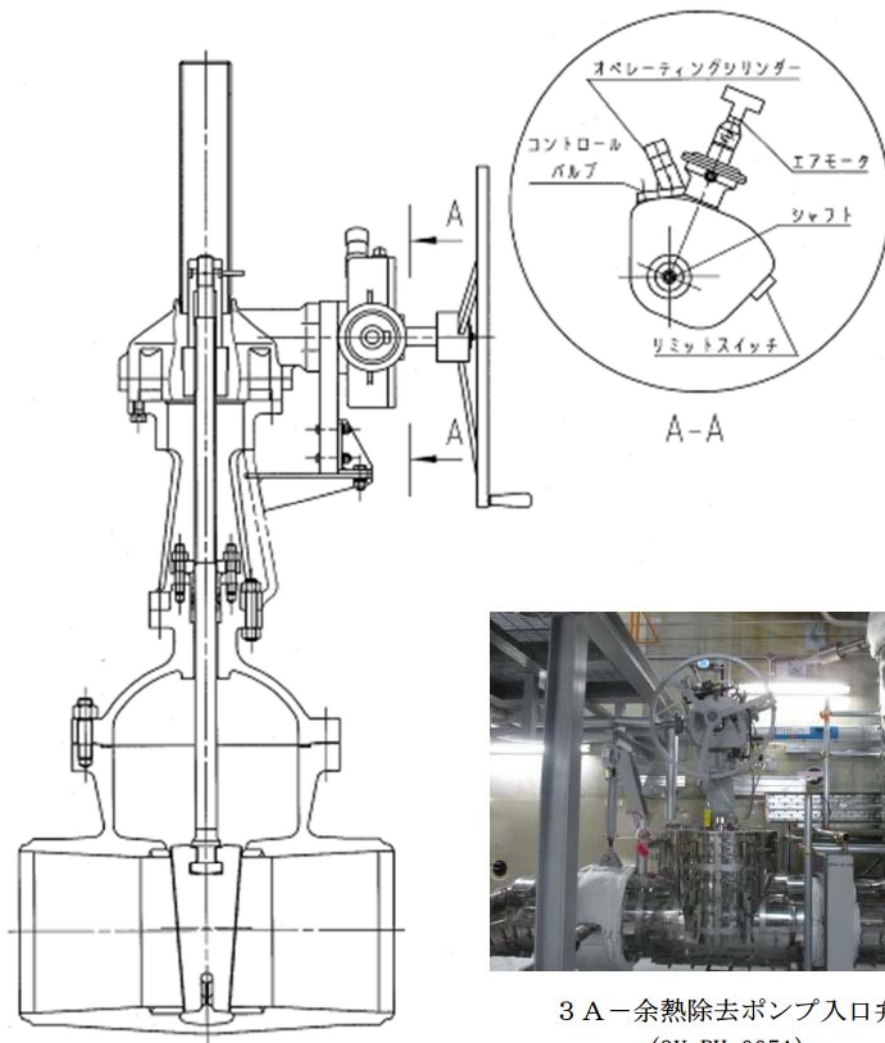 オペレーティングシリンダー
コントロール
バルブ
エアモータ
シャフト
リミットスイッチ
A
A
A-A
3A－余熱除去ポンプ入口弁